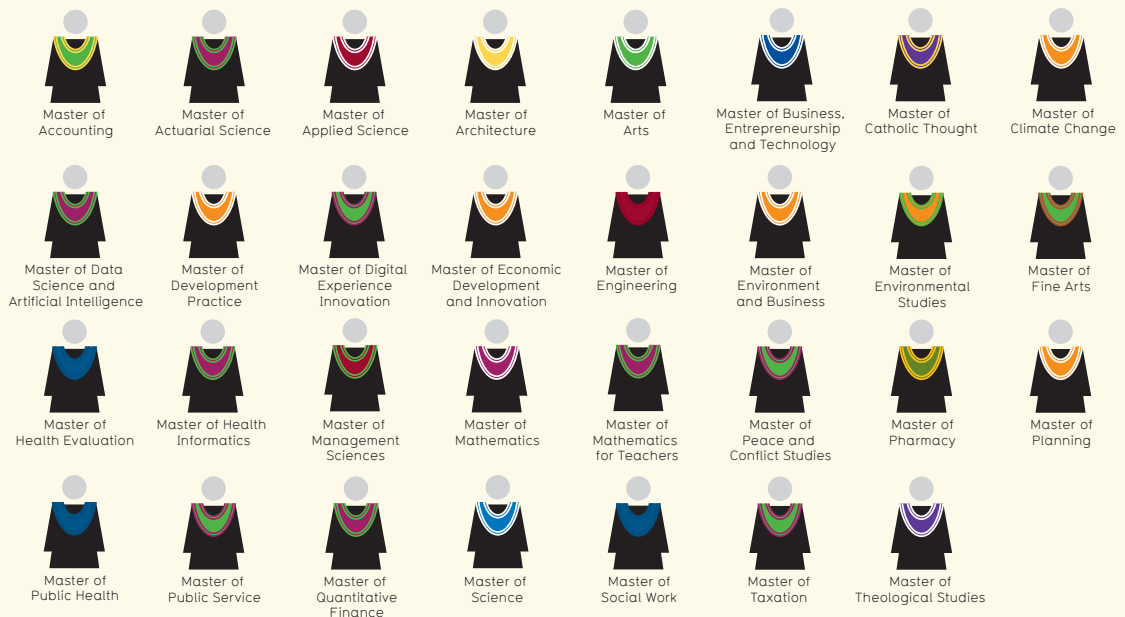 Master of
Accounting
Master of
Actuarial Science
Master of
Applied Science
Master of
Architecture
Master of
Arts
Master of Business,
Entrepreneurship
and Technology
Master of
Catholic Thought
Master of
Climate Change
Master of Data
Science and
Artificial Intelligence
Master of
Development
Practice
Master of Digital
Experience
Innovation
Master of Economic
Development
and Innovation
Master of
Engineering
Master of
Environment
and Business
Master of
Environmental
Studies
Master of
Fine Arts
Master of
Health Evaluation
Master of Health
Informatics
Master of
Management
Sciences
Master of
Mathematics
Master of
Mathematics
for Teachers
Master of
Peace and
Conflict Studies
Master of
Pharmacy
Master of
Planning
Master of
Public Health
Master of
Public Service
Master of
Quantitative
Finance
Master of
Science
Master of
Social Work
Master of
Taxation
Master of
Theological Studies